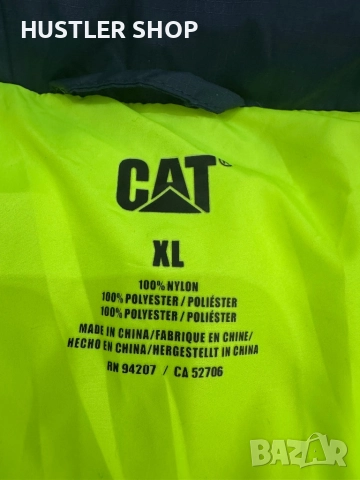 HUSTLER SHOP
CAT®
XL
100% NYLON
100% POLYESTER / POLIÉSTER
100% POLYESTER / POLIÉSTER
MADE IN CHINA/FABRIQUE EN CHINE/
HECHO EN CHINA/HERGESTELLT IN CHINA
RN 94207 / CA 52706
BAZAR